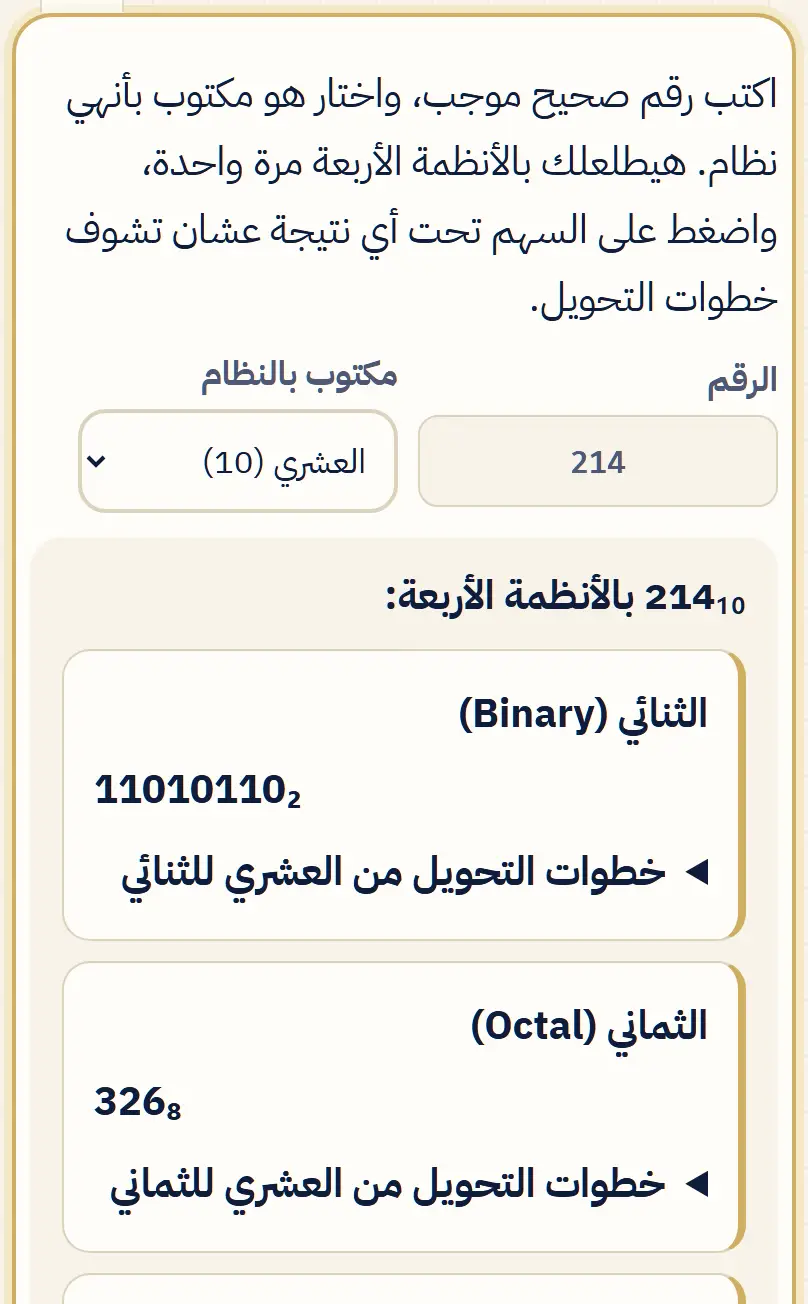 اكتب رقم صحيح موجب، واختار هو مكتوب بأنهي
نظام. هيطلعلك بالأنظمة الأربعة مرة واحدة،
واضغط على السهم تحت أي نتيجة عشان تشوف
خطوات التحويل.
الرقم
214
مكتوب بالنظام
العشري (10)
214₁₀ بالأنظمة الأربعة:
الثنائي (Binary)
11010110₂
◀ خطوات التحويل من العشري للثنائي
الثماني (Octal)
326₈
◀ خطوات التحويل من العشري للثماني